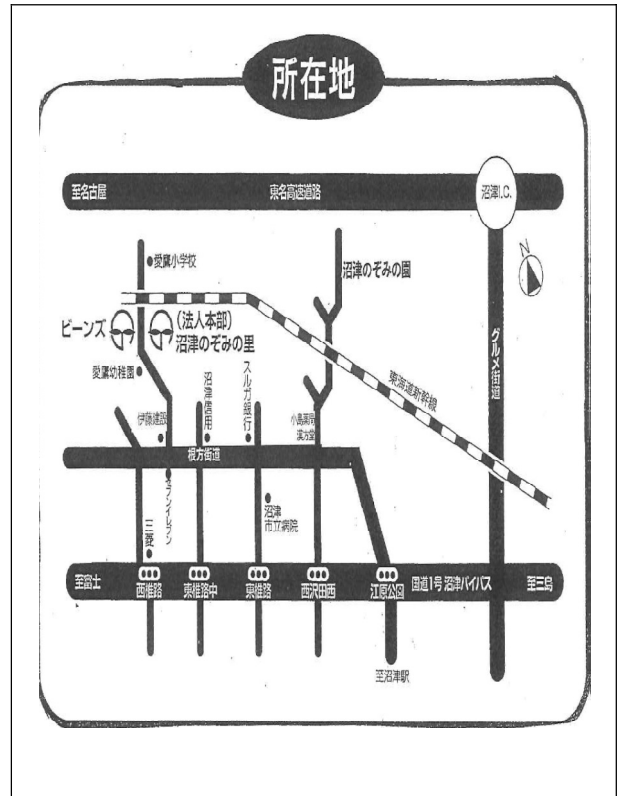 所在地
至名古屋
東名高速道路
沼津I.C.
N
愛鷹小学校
沼津のぞみの園
ビーンズ
(法人本部)
沼津のぞみの里
グルメ街道
東海道新幹線
愛鷹幼稚園
沼津信用
スルガ銀行
伊藤建設
小島薬局
漢方堂
根方街道
イランイラン
三菱
沼津
市立病院
至富士
西椎路
東椎路中
東椎路
西沢田西
江原公園
国道1号 沼津バイパス
至三島
至沼津駅